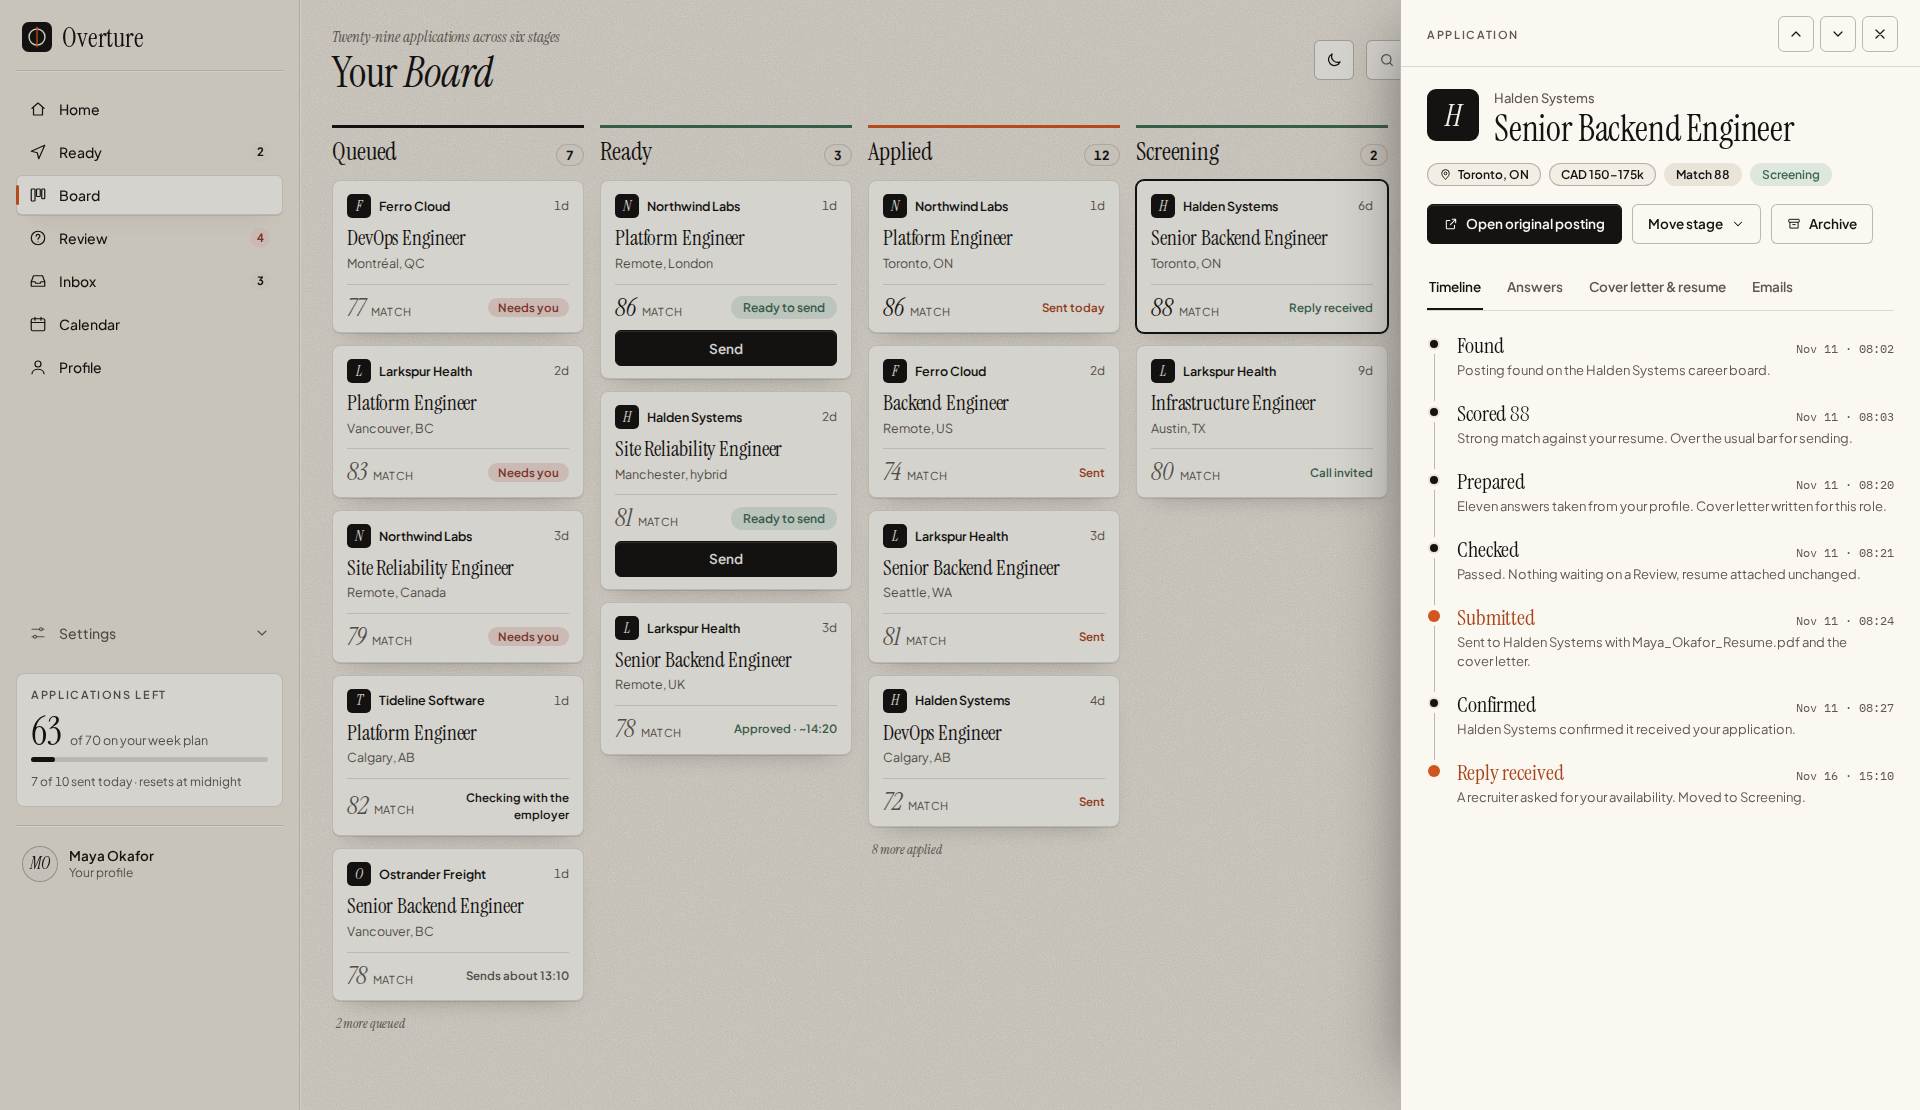 Overture
Home
Ready 2
Board
Review 4
Inbox 3
Calendar
Profile
Settings
APPLICATIONS LEFT
63 of 70 on your week plan
7 of 10 sent today · resets at midnight
MO
Maya Okafor
Your profile
Twenty-nine applications across six stages
Your Board
Queued 7
F Ferro Cloud 1d
DevOps Engineer
Montréal, QC
77 MATCH Needs you
L Larkspur Health 2d
Platform Engineer
Vancouver, BC
83 MATCH Needs you
N Northwind Labs 3d
Site Reliability Engineer
Remote, Canada
79 MATCH Needs you
T Tideline Software 1d
Platform Engineer
Calgary, AB
82 MATCH Checking with the
employer
O Ostrander Freight 1d
Senior Backend Engineer
Vancouver, BC
78 MATCH Sends about 13:10
2 more queued
Ready 3
N Northwind Labs 1d
Platform Engineer
Remote, London
86 MATCH Ready to send
Send
H Halden Systems 2d
Site Reliability Engineer
Manchester, hybrid
81 MATCH Ready to send
Send
L Larkspur Health 3d
Senior Backend Engineer
Remote, UK
78 MATCH Approved · ~14:20
Applied 12
N Northwind Labs 1d
Platform Engineer
Toronto, ON
86 MATCH Sent today
F Ferro Cloud 2d
Backend Engineer
Remote, US
74 MATCH Sent
L Larkspur Health 3d
Senior Backend Engineer
Seattle, WA
81 MATCH Sent
H Halden Systems 4d
DevOps Engineer
Calgary, AB
72 MATCH Sent
8 more applied
Screening 2
H Halden Systems 6d
Senior Backend Engineer
Toronto, ON
88 MATCH Reply received
L Larkspur Health 9d
Infrastructure Engineer
Austin, TX
80 MATCH Call invited
APPLICATION
H
Halden Systems
Senior Backend Engineer
Toronto, ON CAD 150–175k Match 88 Screening
Open original posting Move stage Archive
Timeline Answers Cover letter & resume Emails
Found Nov 11 · 08:02
Posting found on the Halden Systems career board.
Scored 88 Nov 11 · 08:03
Strong match against your resume. Over the usual bar for sending.
Prepared Nov 11 · 08:20
Eleven answers taken from your profile. Cover letter written for this role.
Checked Nov 11 · 08:21
Passed. Nothing waiting on a Review, resume attached unchanged.
Submitted Nov 11 · 08:24
Sent to Halden Systems with Maya_Okafor_Resume.pdf and the
cover letter.
Confirmed Nov 11 · 08:27
Halden Systems confirmed it received your application.
Reply received Nov 16 · 15:10
A recruiter asked for your availability. Moved to Screening.